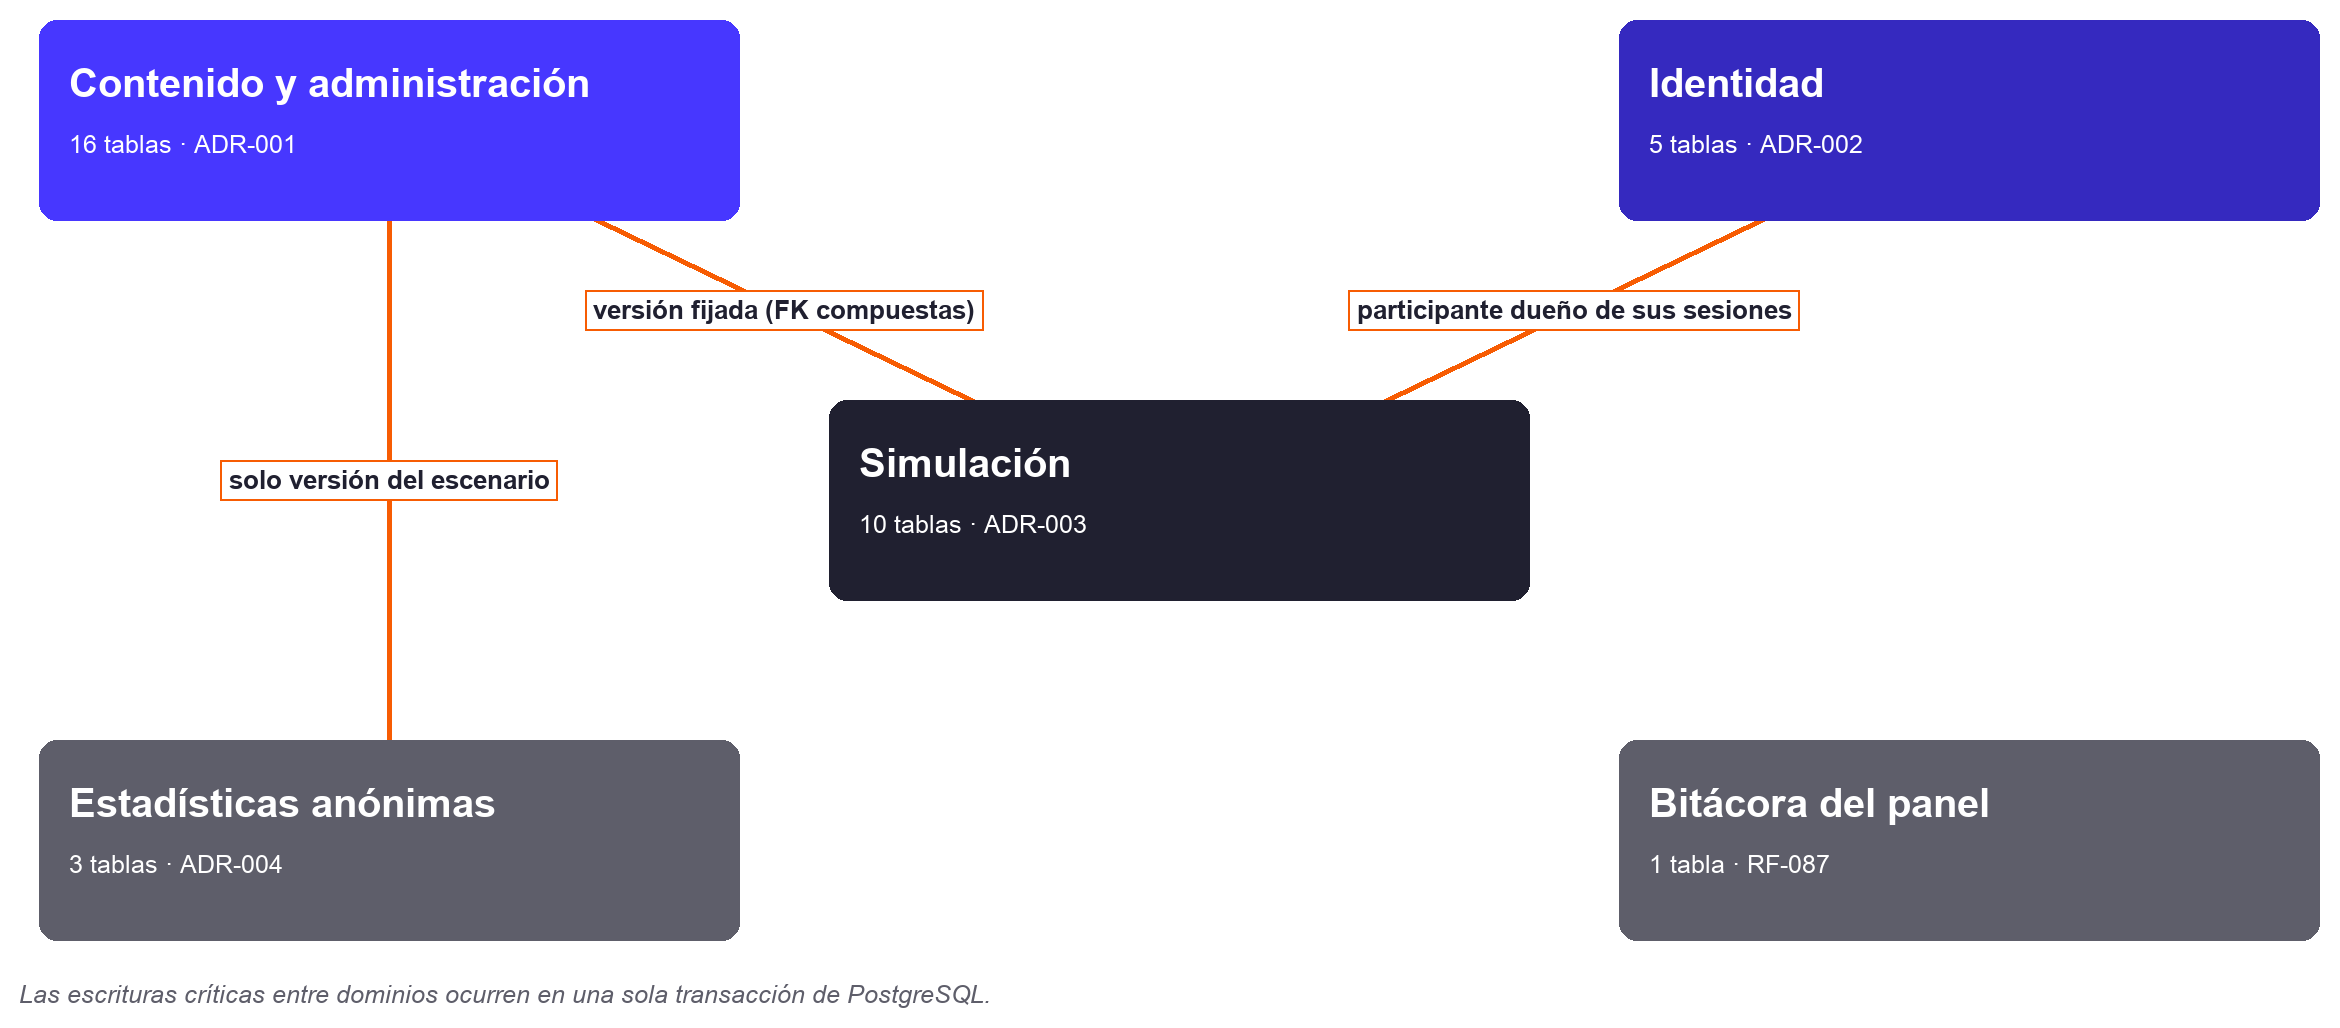 Contenido y administración
16 tablas · ADR-001
Identidad
5 tablas · ADR-002
versión fijada (FK compuestas)
participante dueño de sus sesiones
solo versión del escenario
Simulación
10 tablas · ADR-003
Estadísticas anónimas
3 tablas · ADR-004
Bitácora del panel
1 tabla · RF-087
Las escrituras críticas entre dominios ocurren en una sola transacción de PostgreSQL.